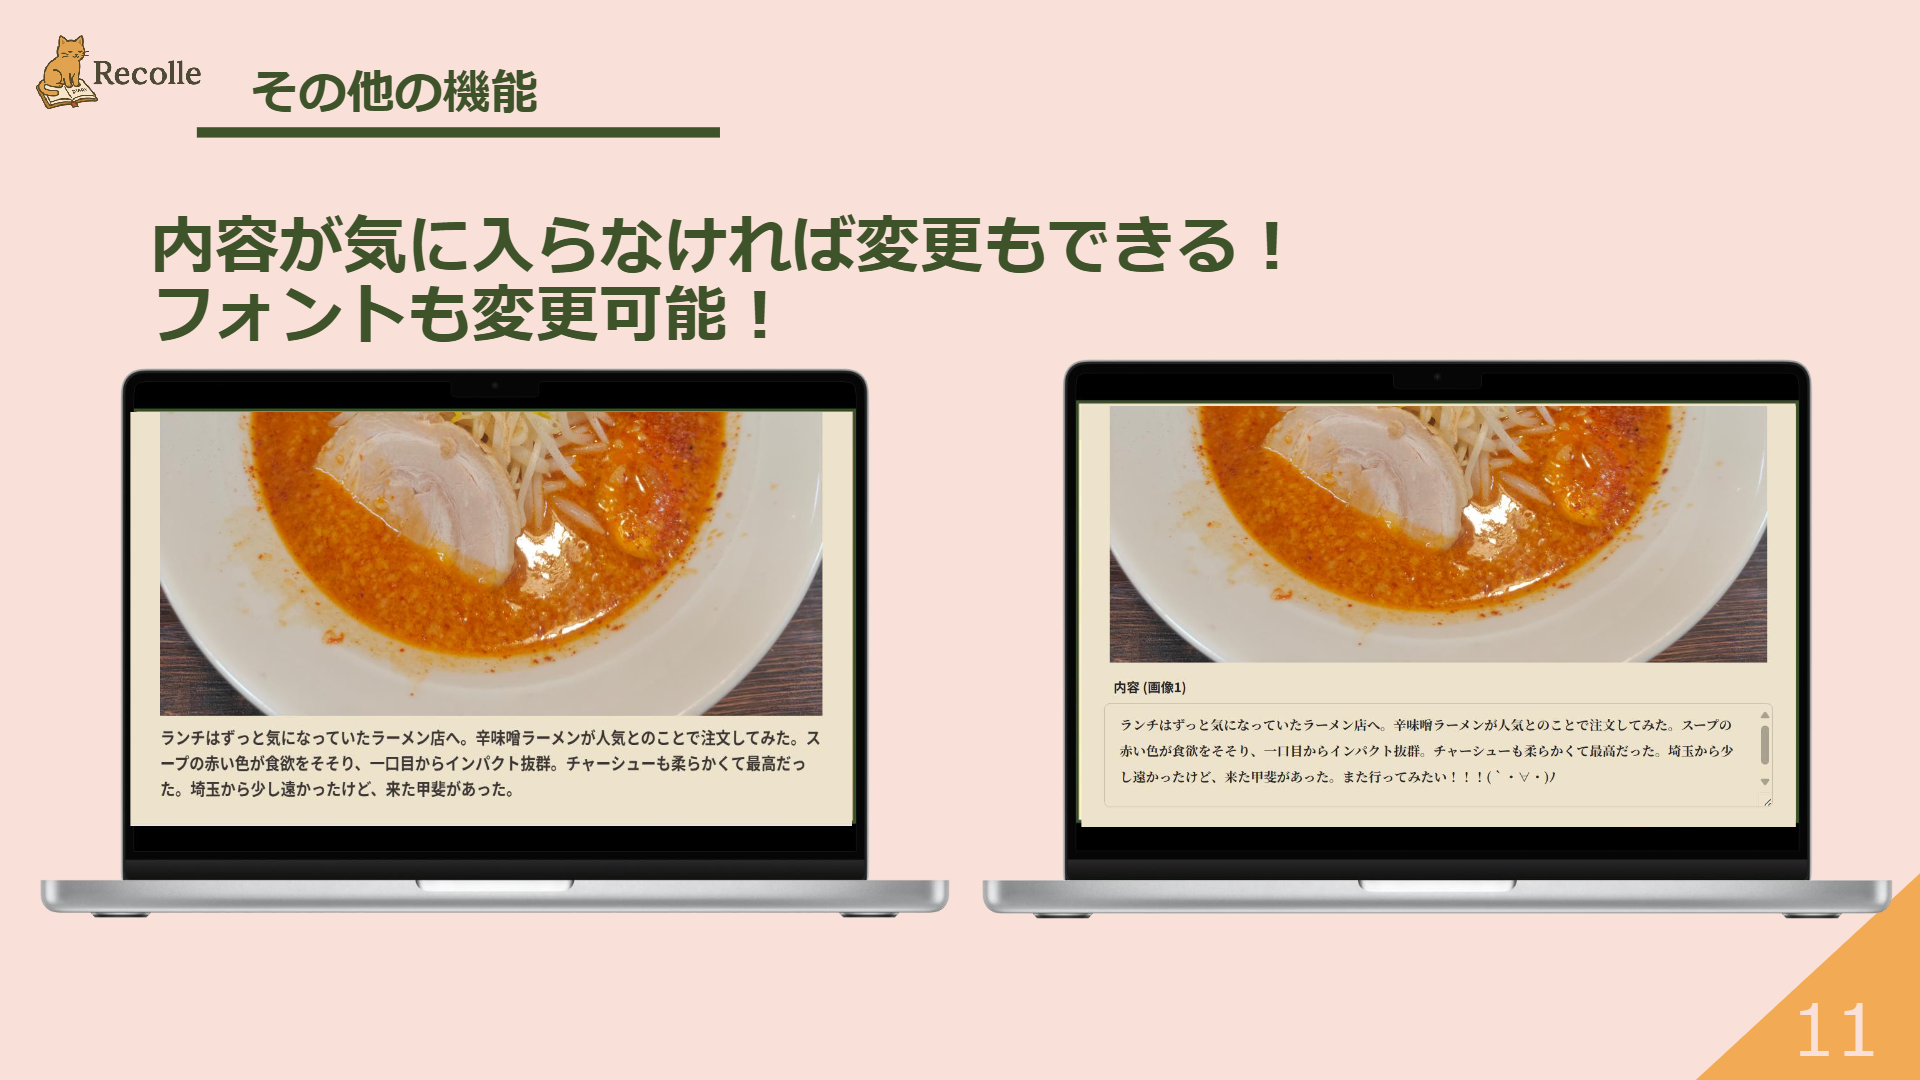 Recolle
その他の機能
内容が気に入らなければ変更もできる！
フォントも変更可能！
ランチはずっと気になっていたラーメン店へ。辛味噌ラーメンが人気とのことで注文してみた。ス
ープの赤い色が食欲をそそり、一口目からインパクト抜群。チャーシューも柔らかくて最高だっ
た。埼玉から少し遠かったけど、来た甲斐があった。
内容 (画像1)
ランチはずっと気になっていたラーメン店へ。辛味噌ラーメンが人気とのことで注文してみた。スープの
赤い色が食欲をそそり、一口目からインパクト抜群。チャーシューも柔らかくて最高だった。埼玉から少
し遠かったけど、来た甲斐があった。また行ってみたい！！！(｀・∨・)ﾉ
11